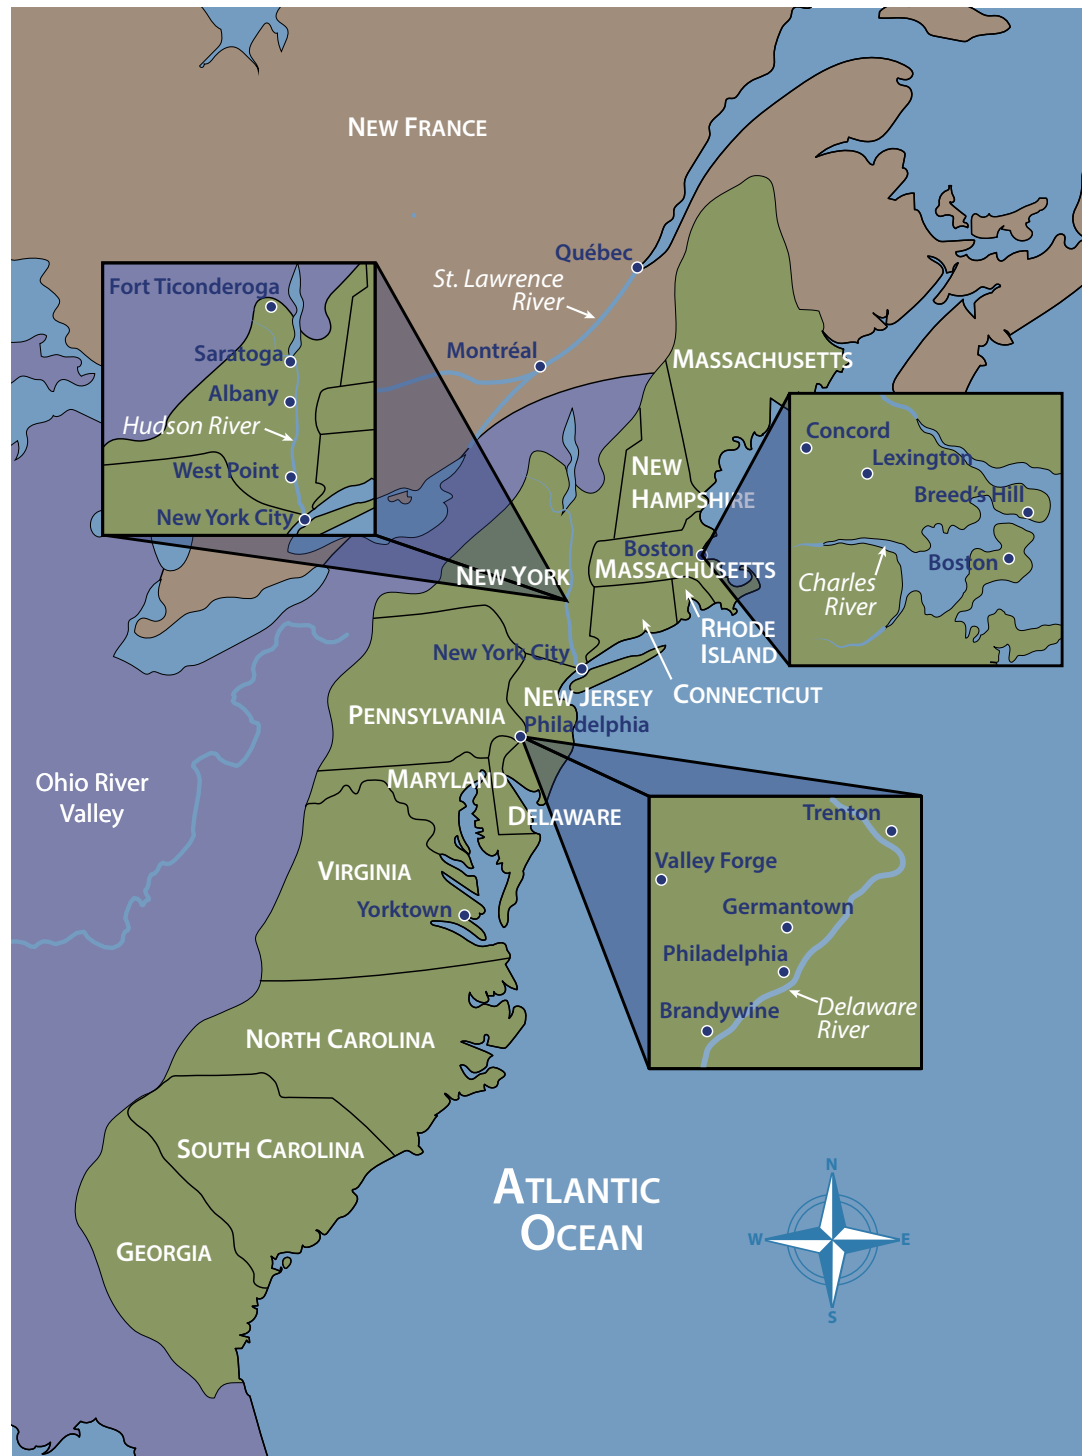 NEW FRANCE
Québec
St. Lawrence
River
Montréal
Fort Ticonderoga
Saratoga
Albany
Hudson River
West Point
New York City
MASSACHUSETTS
Concord
Lexington
Breed's Hill
Boston
Charles
River
NEW
HAMPSHIRE
Boston
MASSACHUSETTS
NEW YORK
RHODE
ISLAND
New York City
CONNECTICUT
NEW JERSEY
PENNSYLVANIA
Philadelphia
MARYLAND
DELAWARE
Ohio River
Valley
Trenton
Valley Forge
Germantown
Philadelphia
Brandywine
Delaware
River
VIRGINIA
Yorktown
NORTH CAROLINA
SOUTH CAROLINA
GEORGIA
ATLANTIC
OCEAN
N
W
E
S